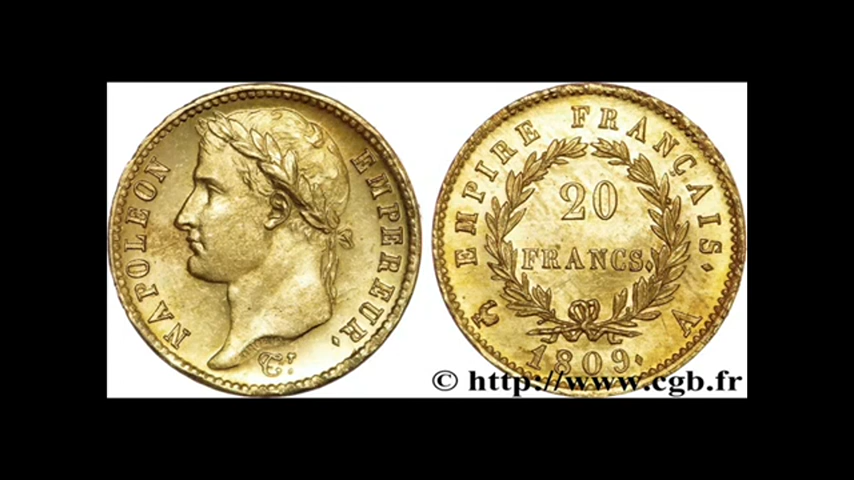 NAPOLEON EMPEREUR.
EMPIRE FRANÇAIS.
20
FRANCS.
A
1809.
© http://www.cgb.fr